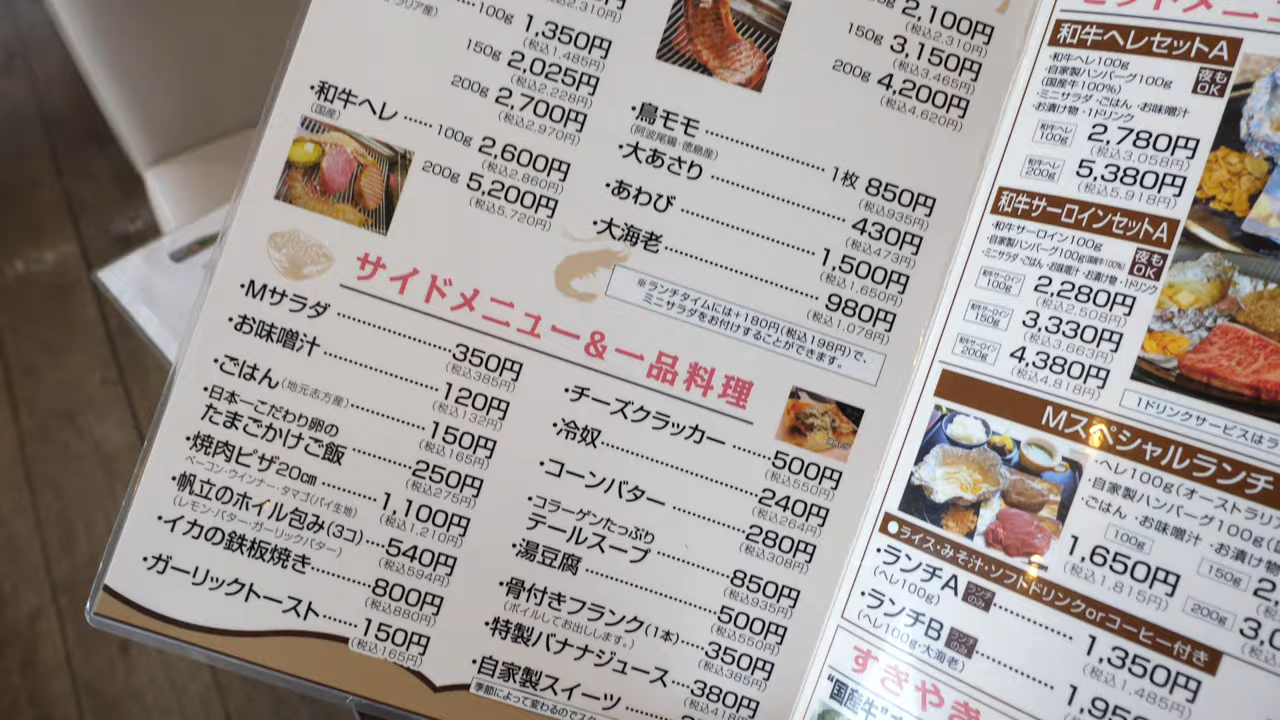 (税込2,310円)
ラリア産)
100g 1,350円
(税込1,485円)
150g 2,025円
(税込2,228円)
200g 2,700円
(税込2,970円)
・和牛ヘレ
(国産)
100g 2,600円
(税込2,860円)
200g 5,200円
(税込5,720円)
2,100円
(税込2,310円)
150g 3,150円
(税込3,465円)
200g 4,200円
(税込4,620円)
・鳥モモ 1枚 850円
(阿波尾鶏・徳島産)
(税込935円)
・大あさり 430円
(税込473円)
・あわび 1,500円
(税込1,650円)
・大海老 980円
(税込1,078円)
※ランチタイムには+180円(税込198円)で、
ミニサラダをお付けすることができます。
サイドメニュー&一品料理
・Mサラダ 350円
(税込385円)
・お味噌汁 120円
(税込132円)
・ごはん(地元志方産) 150円
(税込165円)
・日本一こだわり卵の
たまごかけご飯 250円
(税込275円)
・焼肉ピザ20cm 1,100円
ベーコン・ウインナー・タマゴ(パイ生地)
(税込1,210円)
・帆立のホイル包み(3コ) 540円
(レモン・バター・ガーリックバター)
(税込594円)
・イカの鉄板焼き 800円
(税込880円)
・ガーリックトースト 150円
(税込165円)
・チーズクラッカー 500円
(税込550円)
・冷奴 240円
(税込264円)
・コーンバター 280円
(税込308円)
・コラーゲンたっぷり
テールスープ 850円
(税込935円)
・湯豆腐 500円
(税込550円)
・骨付きフランク(1本) 350円
(ボイルしてお出しします。)
(税込385円)
・特製バナナジュース 380円
(税込418円)
・自家製スイーツ
季節によって変わるのでスタ
和牛ヘレセットA
夜も
OK
・和牛ヘレ100g
・自家製ハンバーグ100g
(国産牛100%)
・ミニサラダ・ごはん・お味噌汁
・お漬け物・1ドリンク
和牛ヘレ
100g
2,780円
(税込3,058円)
和牛ヘレ
200g
5,380円
(税込5,918円)
和牛サーロインセットA
夜も
OK
・和牛サーロイン100g
・自家製ハンバーグ100g(国産牛100%)
・ミニサラダ・ごはん・お味噌汁・お漬け物・1ドリンク
和牛サーロイン
100g
2,280円
(税込2,508円)
和牛サーロイン
150g
3,330円
(税込3,663円)
和牛サーロイン
200g
4,380円
(税込4,818円)
1ドリンクサービスはラ
Mスペシャルランチ
・ヘレ100g(オーストラリ
・自家製ハンバーグ100g(
・ごはん・お味噌汁・お漬け物
100g
1,650円
(税込1,815円)
150g
200g
●ライス・みそ汁・ソフトドリンクorコーヒー付き
・ランチA
ランチ
のみ
(ヘレ100g)
1,350円
(税込1,485円)
・ランチB
ランチ
のみ
(ヘレ100g・大海老)
すきやき
"国産牛"